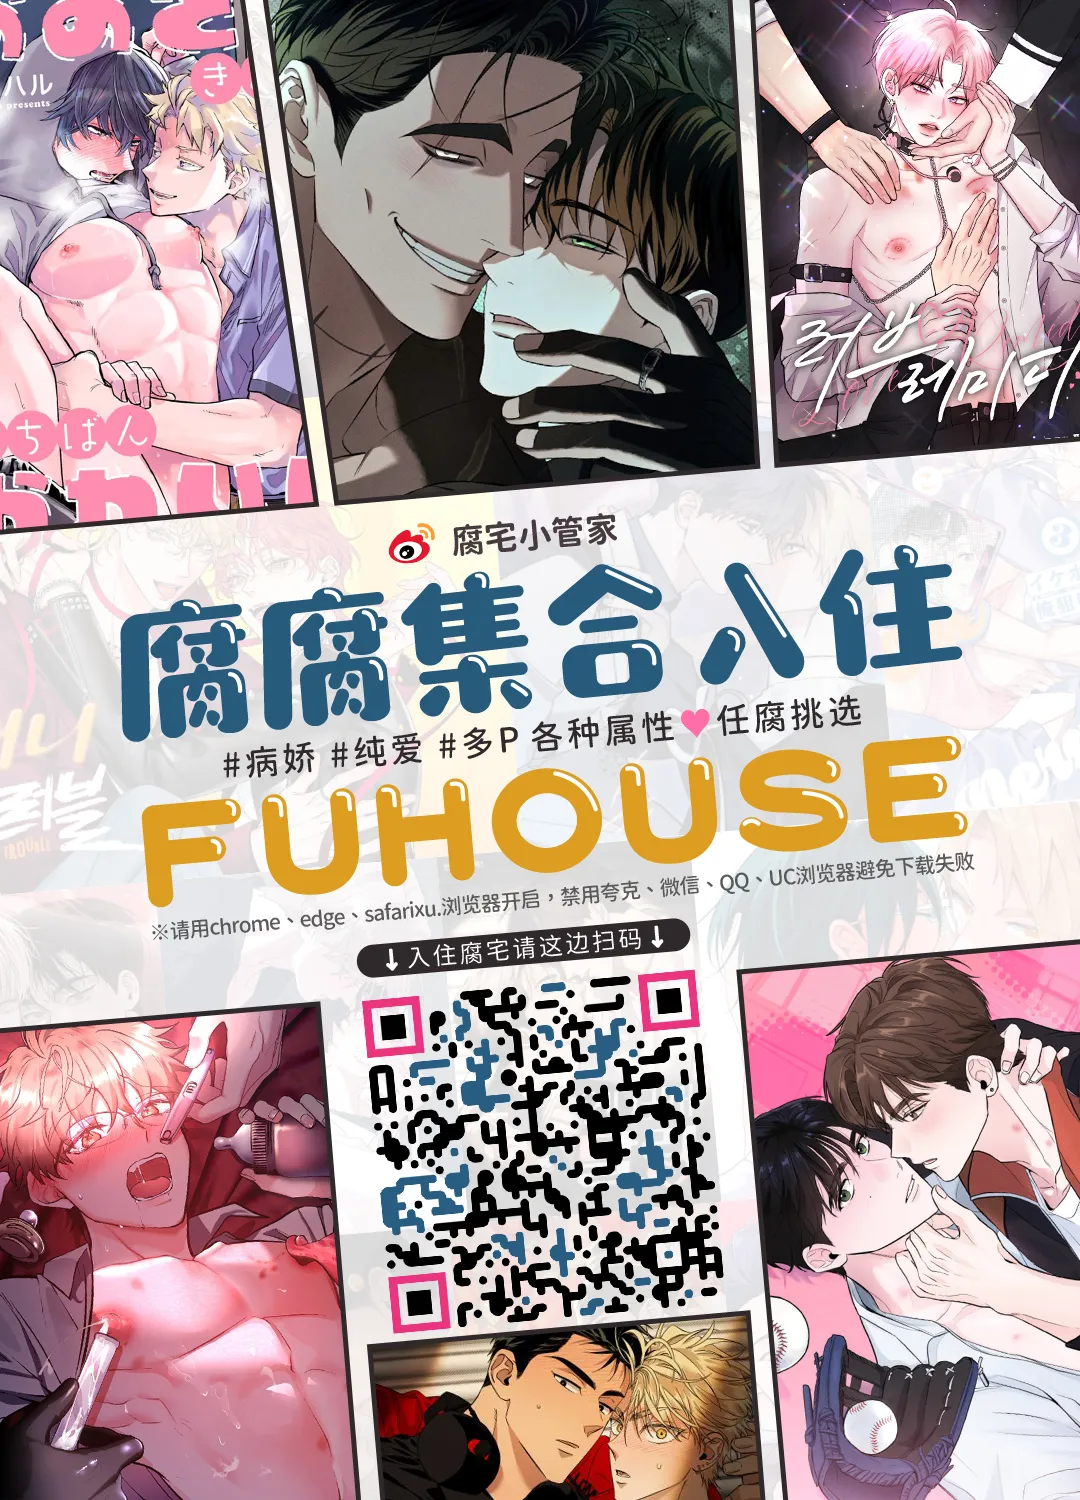 きハル
presents
ちばん
러브
레미디
腐宅小管家
腐腐集合入住
#病娇 #纯爱 #多P 各种属性♥任腐挑选
FUHOUSE
※请用chrome、edge、safarixu.浏览器开启，禁用夸克、微信、QQ、UC浏览器避免下载失败
↓入住腐宅请这边扫码↓